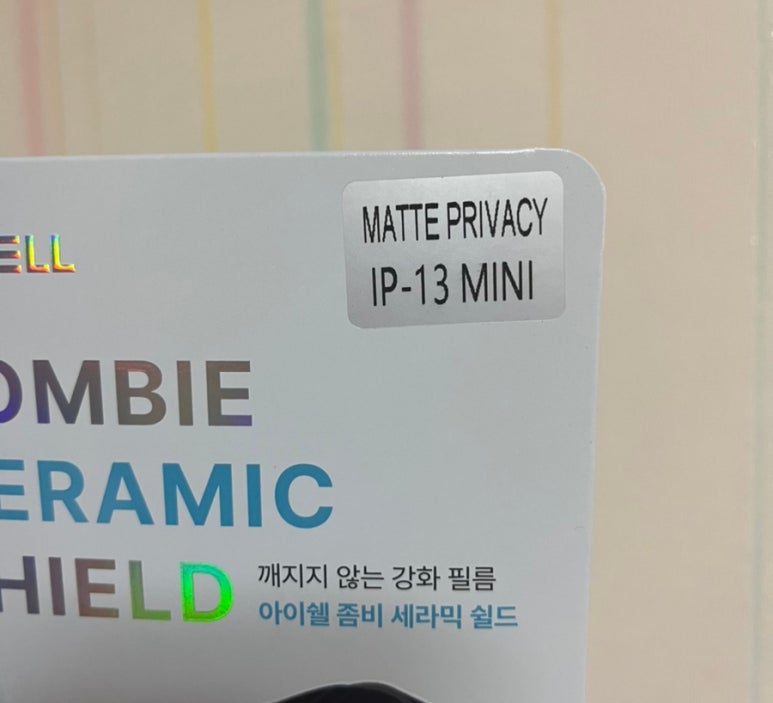 MATTE PRIVACY
IP-13 MINI
ELL
OMBIE
ERAMIC
HIELD
깨지지 않는 강화 필름
아이쉘 좀비 세라믹 쉴드